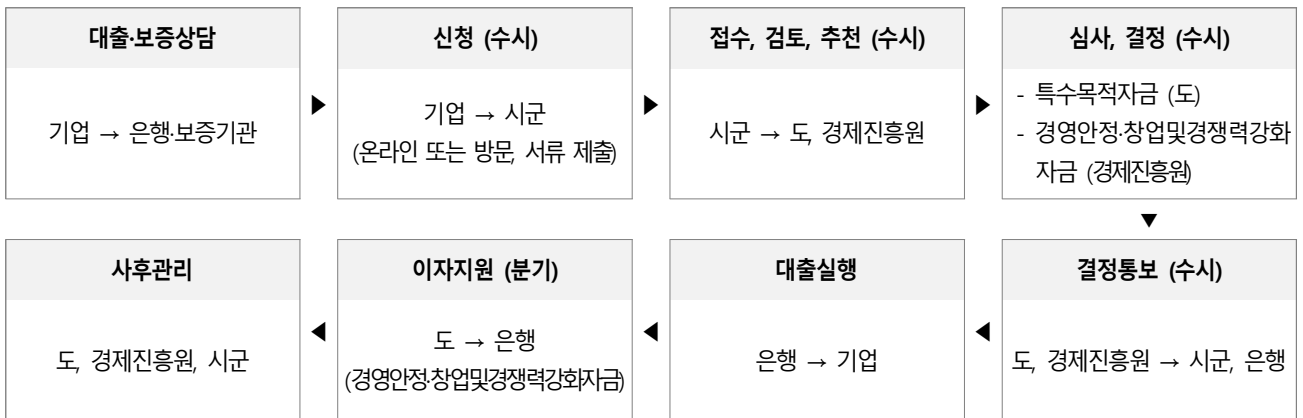 대출·보증상담
기업 → 은행·보증기관
▶
신청 (수시)
기업 → 시군
(온라인 또는 방문, 서류 제출)
▶
접수, 검토, 추천 (수시)
시군 → 도, 경제진흥원
▶
심사, 결정 (수시)
- 특수목적자금 (도)
- 경영안정·창업및경쟁력강화
자금 (경제진흥원)
▼
결정통보 (수시)
도, 경제진흥원 → 시군, 은행
◀
대출실행
은행 → 기업
◀
이자지원 (분기)
도 → 은행
(경영안정·창업및경쟁력강화자금)
◀
사후관리
도, 경제진흥원, 시군